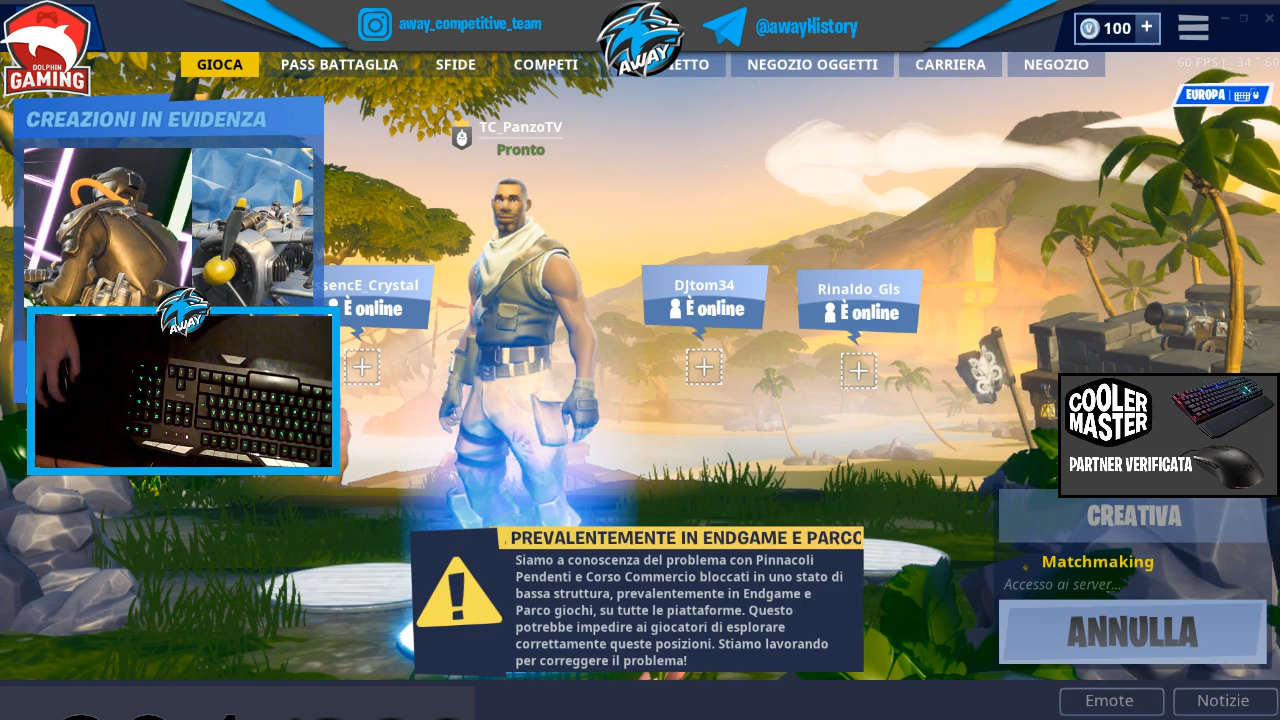 away_competitive_team
@awayHistory
AWAY
100
DOLPHIN
GAMING
GIOCA
PASS BATTAGLIA
SFIDE
COMPETI
ETTO
NEGOZIO OGGETTI
CARRIERA
NEGOZIO
60 FPS [
EUROPA
CREAZIONI IN EVIDENZA
TC_PanzoTV
Pronto
ssencE_Crystal
È online
DJtom34
È online
Rinaldo_Gls
È online
AWAY
COOLER
MASTER
PARTNER VERIFICATA
CREATIVA
Matchmaking
Accesso ai server...
ANNULLA
PREVALENTEMENTE IN ENDGAME E PARCO
Siamo a conoscenza del problema con Pinnacoli
Pendenti e Corso Commercio bloccati in uno stato di
bassa struttura, prevalentemente in Endgame e
Parco giochi, su tutte le piattaforme. Questo
potrebbe impedire ai giocatori di esplorare
correttamente queste posizioni. Stiamo lavorando
per correggere il problema!
Emote
Notizie